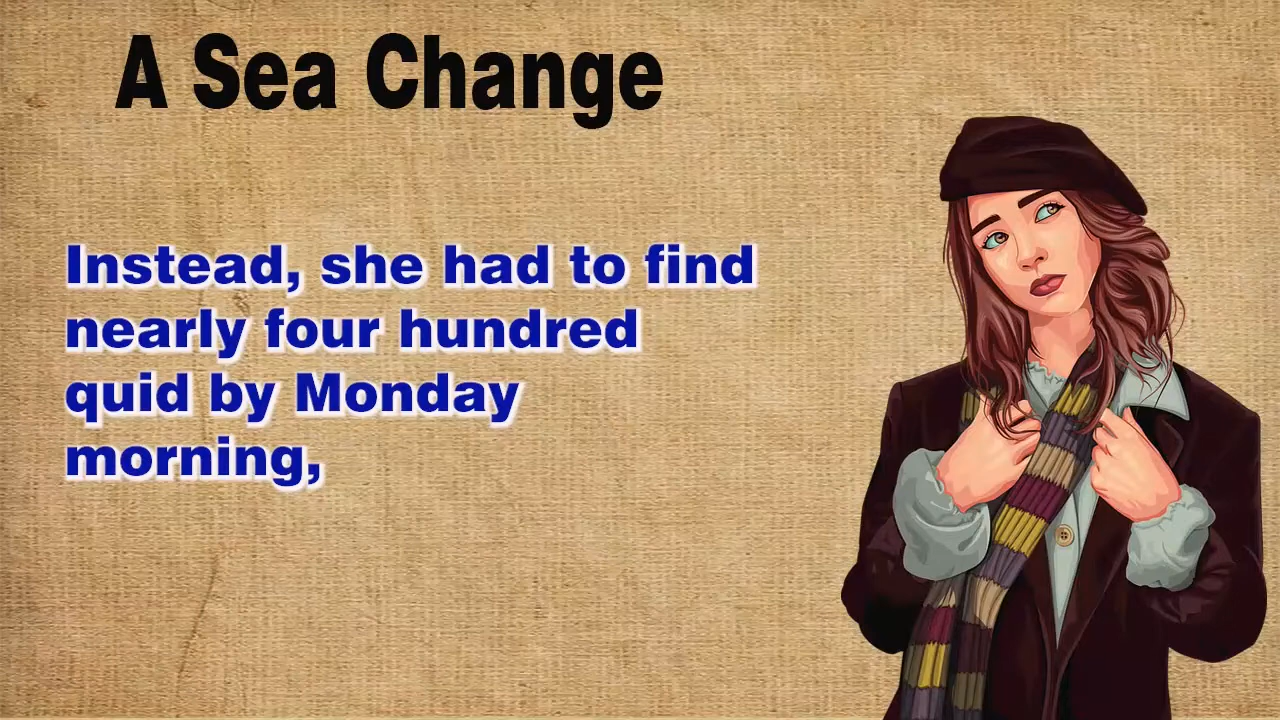 A Sea Change
Instead, she had to find
nearly four hundred
quid by Monday
morning,